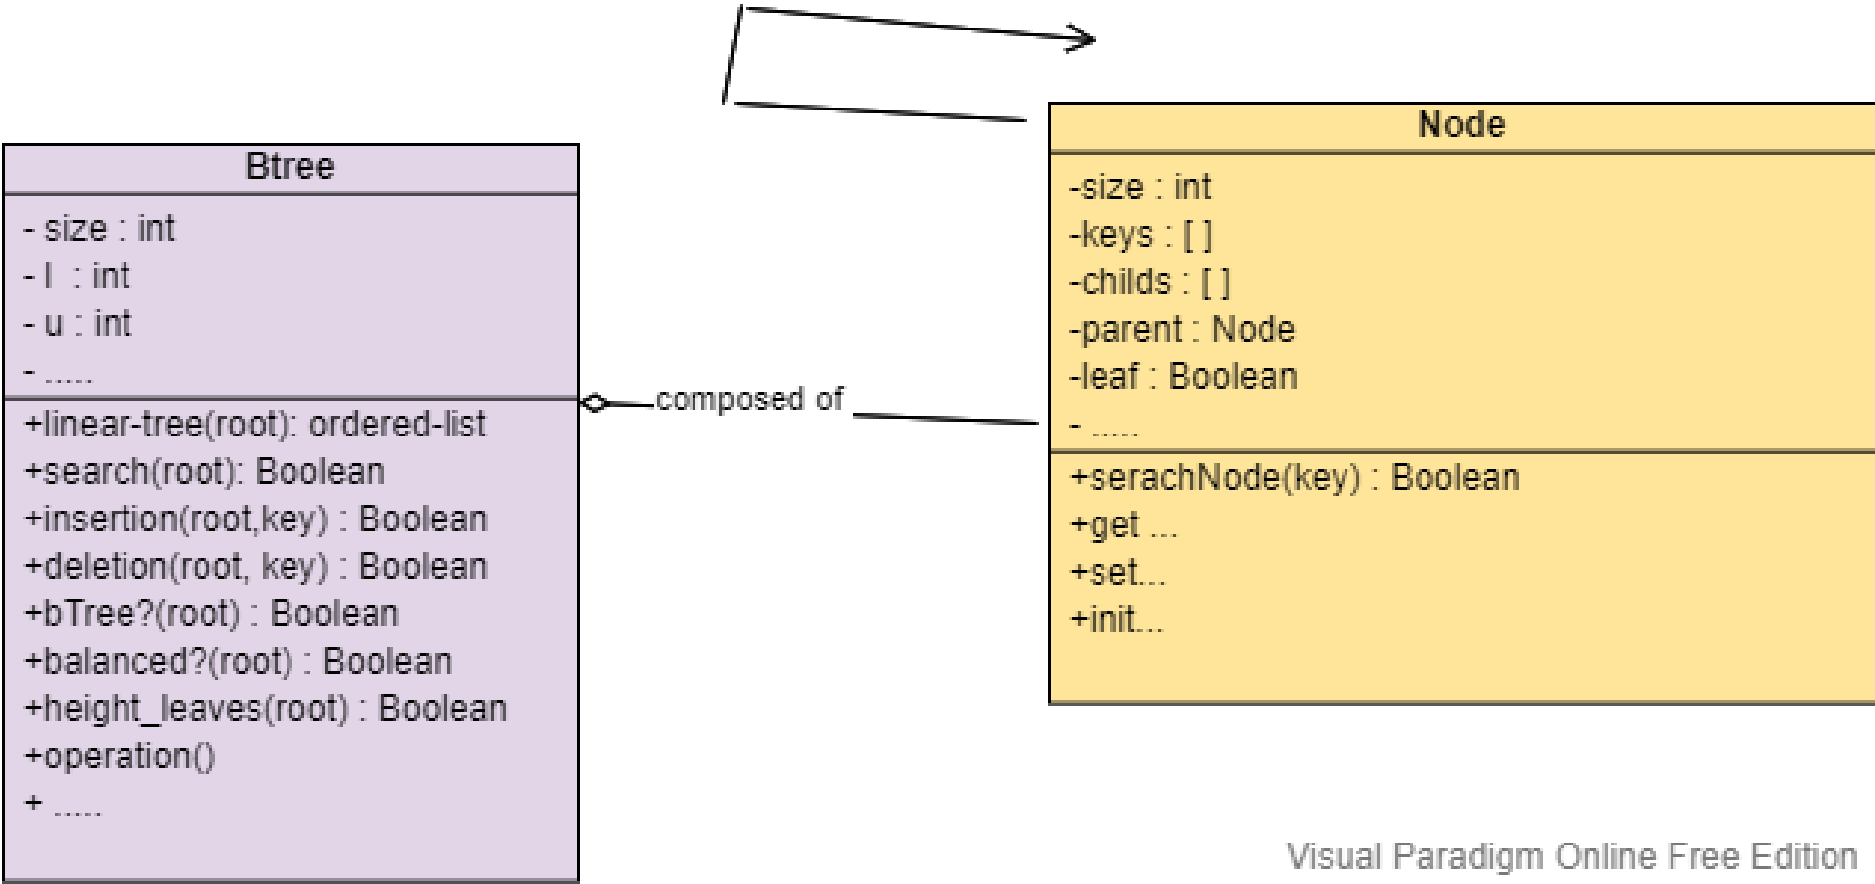 Btree
- size : int
- l : int
- u : int
- .....
+linear-tree(root): ordered-list
+search(root): Boolean
+insertion(root,key) : Boolean
+deletion(root, key) : Boolean
+bTree?(root) : Boolean
+balanced?(root) : Boolean
+height_leaves(root) : Boolean
+operation()
+ .....
composed of
Node
-size : int
-keys : [ ]
-childs : [ ]
-parent : Node
-leaf : Boolean
- .....
+serachNode(key) : Boolean
+get ...
+set...
+init...
Visual Paradigm Online Free Edition